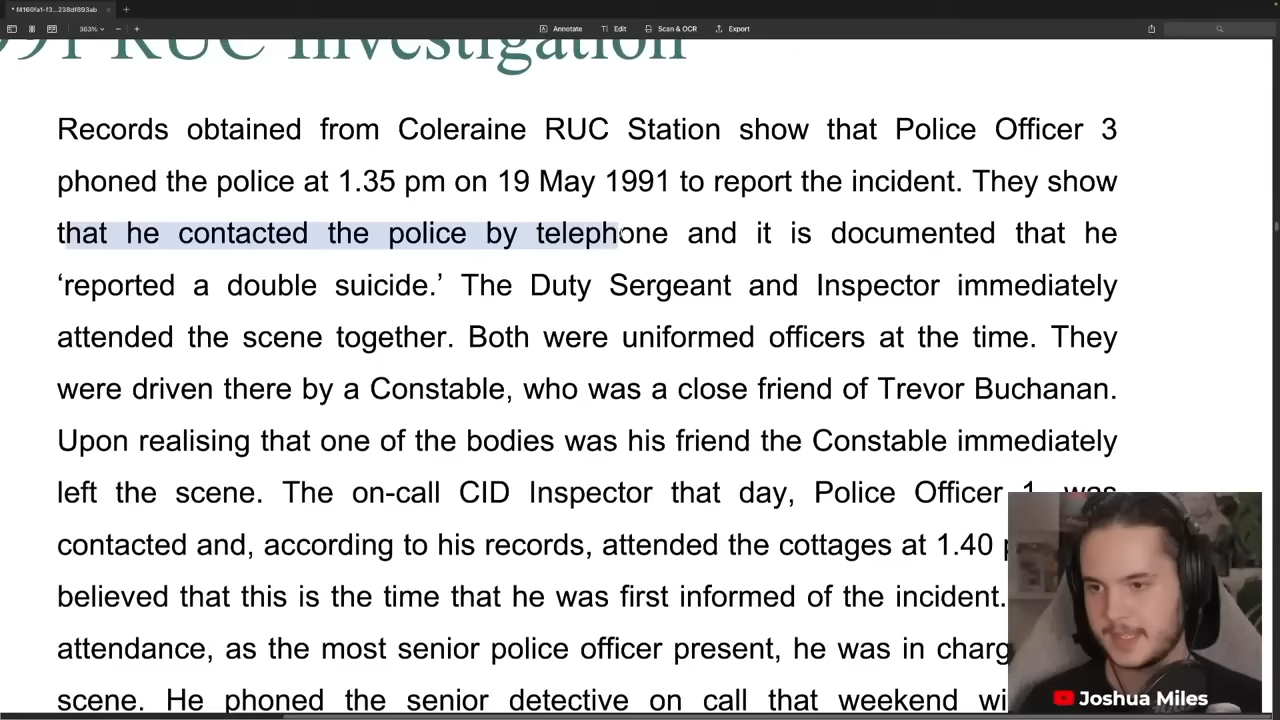 f4160fa1-f3...238df893ab
363%
Annotate
Edit
Scan & OCR
Export
991 RUC Investigation
Records obtained from Coleraine RUC Station show that Police Officer 3
phoned the police at 1.35 pm on 19 May 1991 to report the incident. They show
that he contacted the police by telephone and it is documented that he
‘reported a double suicide.’ The Duty Sergeant and Inspector immediately
attended the scene together. Both were uniformed officers at the time. They
were driven there by a Constable, who was a close friend of Trevor Buchanan.
Upon realising that one of the bodies was his friend the Constable immediately
left the scene. The on-call CID Inspector that day, Police Officer 1, was
contacted and, according to his records, attended the cottages at 1.40
believed that this is the time that he was first informed of the incident.
attendance, as the most senior police officer present, he was in
scene. He phoned the senior detective on call that weekend
Joshua Miles